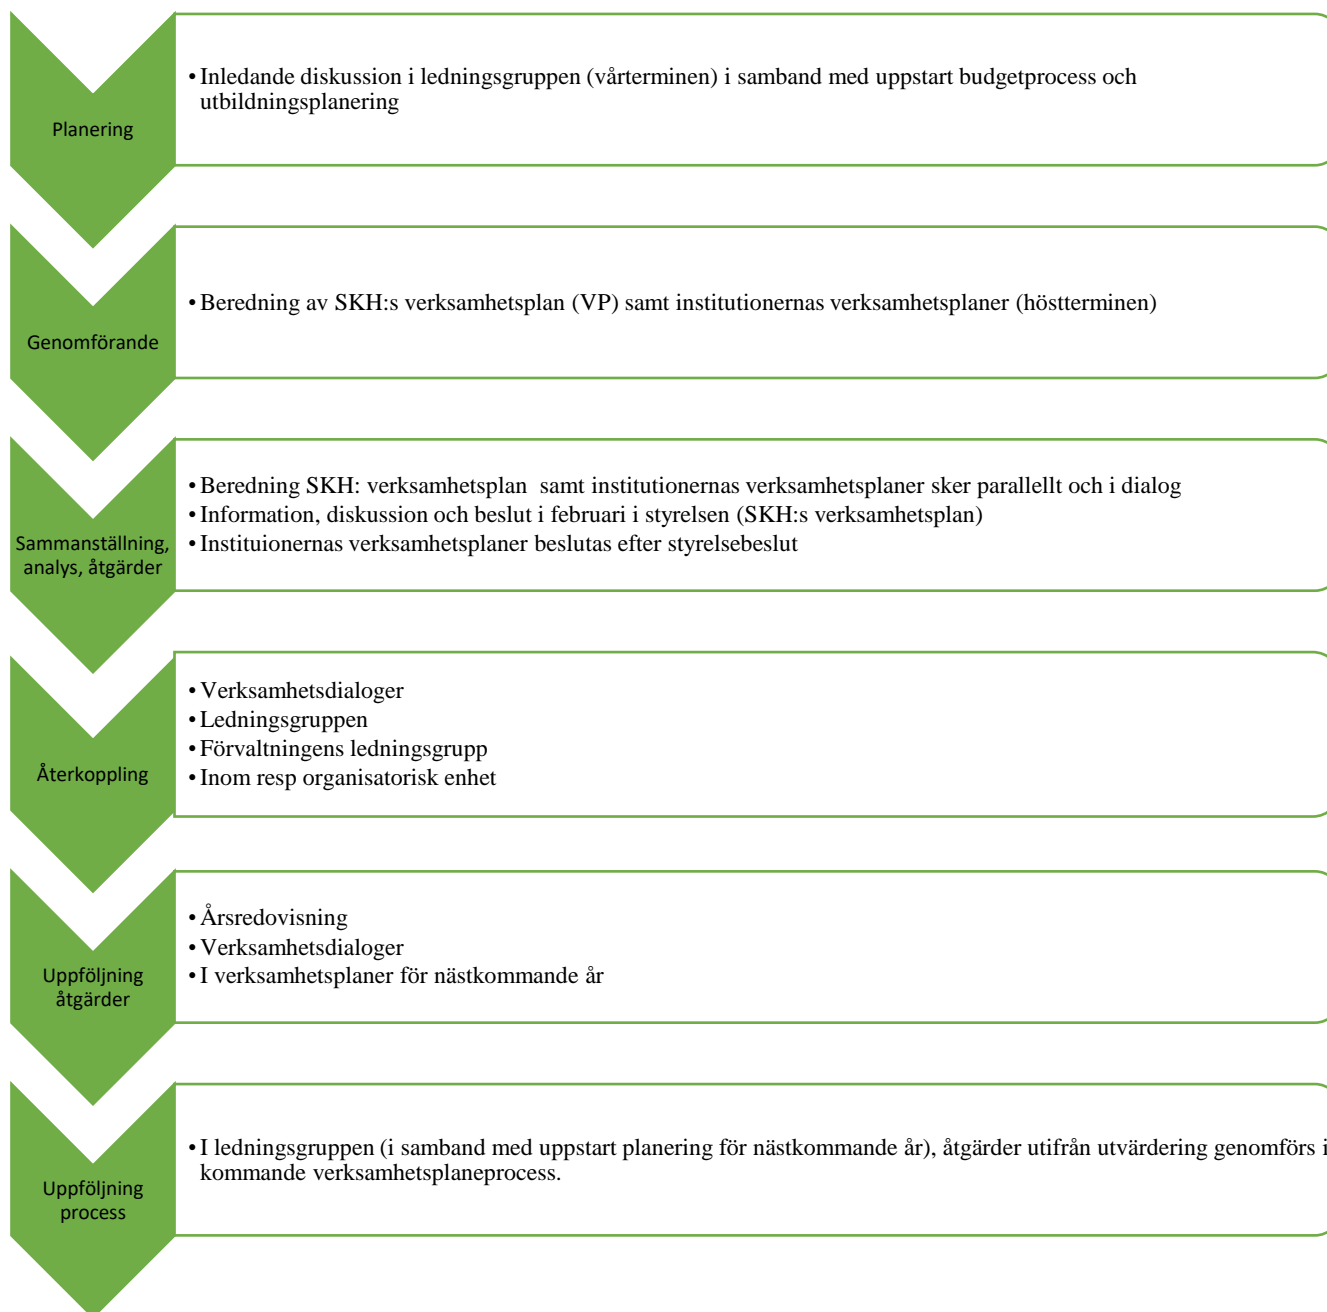 Planering
• Inledande diskussion i ledningsgruppen (vårterminen) i samband med uppstart budgetprocess och
utbildningsplanering
Genomförande
• Beredning av SKH:s verksamhetsplan (VP) samt institutionernas verksamhetsplaner (höstterminen)
Sammanställning,
analys, åtgärder
• Beredning SKH: verksamhetsplan  samt institutionernas verksamhetsplaner sker parallellt och i dialog
• Information, diskussion och beslut i februari i styrelsen (SKH:s verksamhetsplan)
• Instituionernas verksamhetsplaner beslutas efter styrelsebeslut
Återkoppling
• Verksamhetsdialoger
• Ledningsgruppen
• Förvaltningens ledningsgrupp
• Inom resp organisatorisk enhet
Uppföljning
åtgärder
• Årsredovisning
• Verksamhetsdialoger
• I verksamhetsplaner för nästkommande år
Uppföljning
process
• I ledningsgruppen (i samband med uppstart planering för nästkommande år), åtgärder utifrån utvärdering genomförs i
kommande verksamhetsplaneprocess.